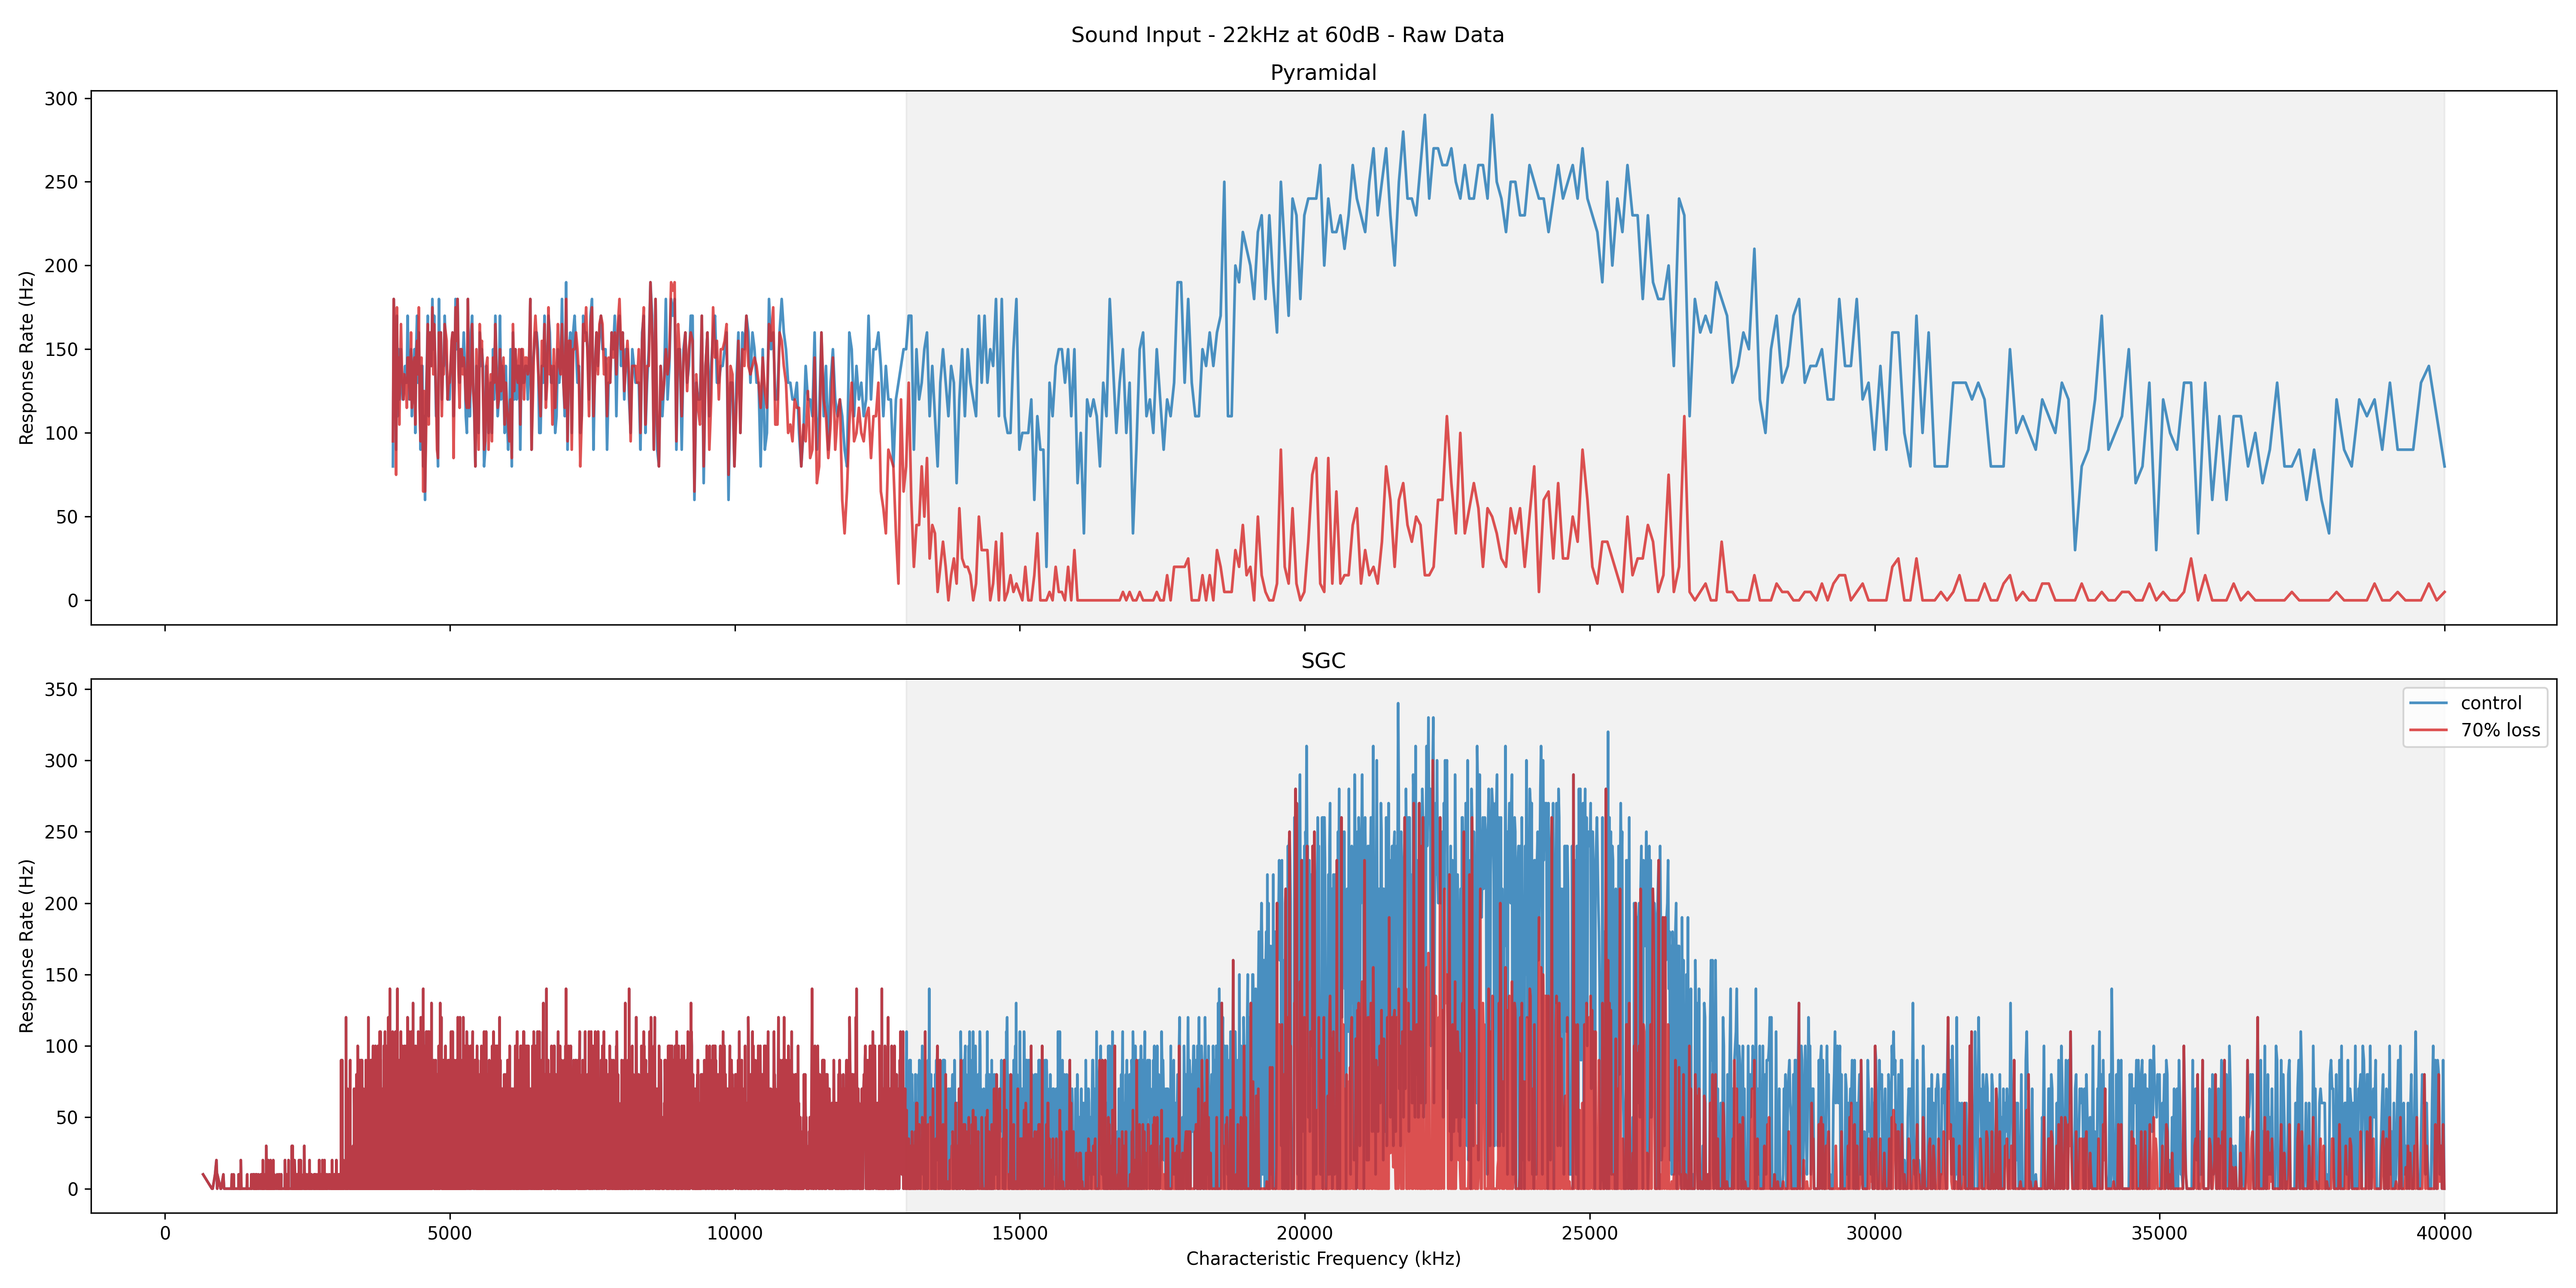 Sound Input - 22kHz at 60dB - Raw Data
Pyramidal
Response Rate (Hz)
300
250
200
150
100
50
0
SGC
Response Rate (Hz)
350
300
250
200
150
100
50
0
control
70% loss
0 5000 10000 15000 20000 25000 30000 35000 40000
Characteristic Frequency (kHz)